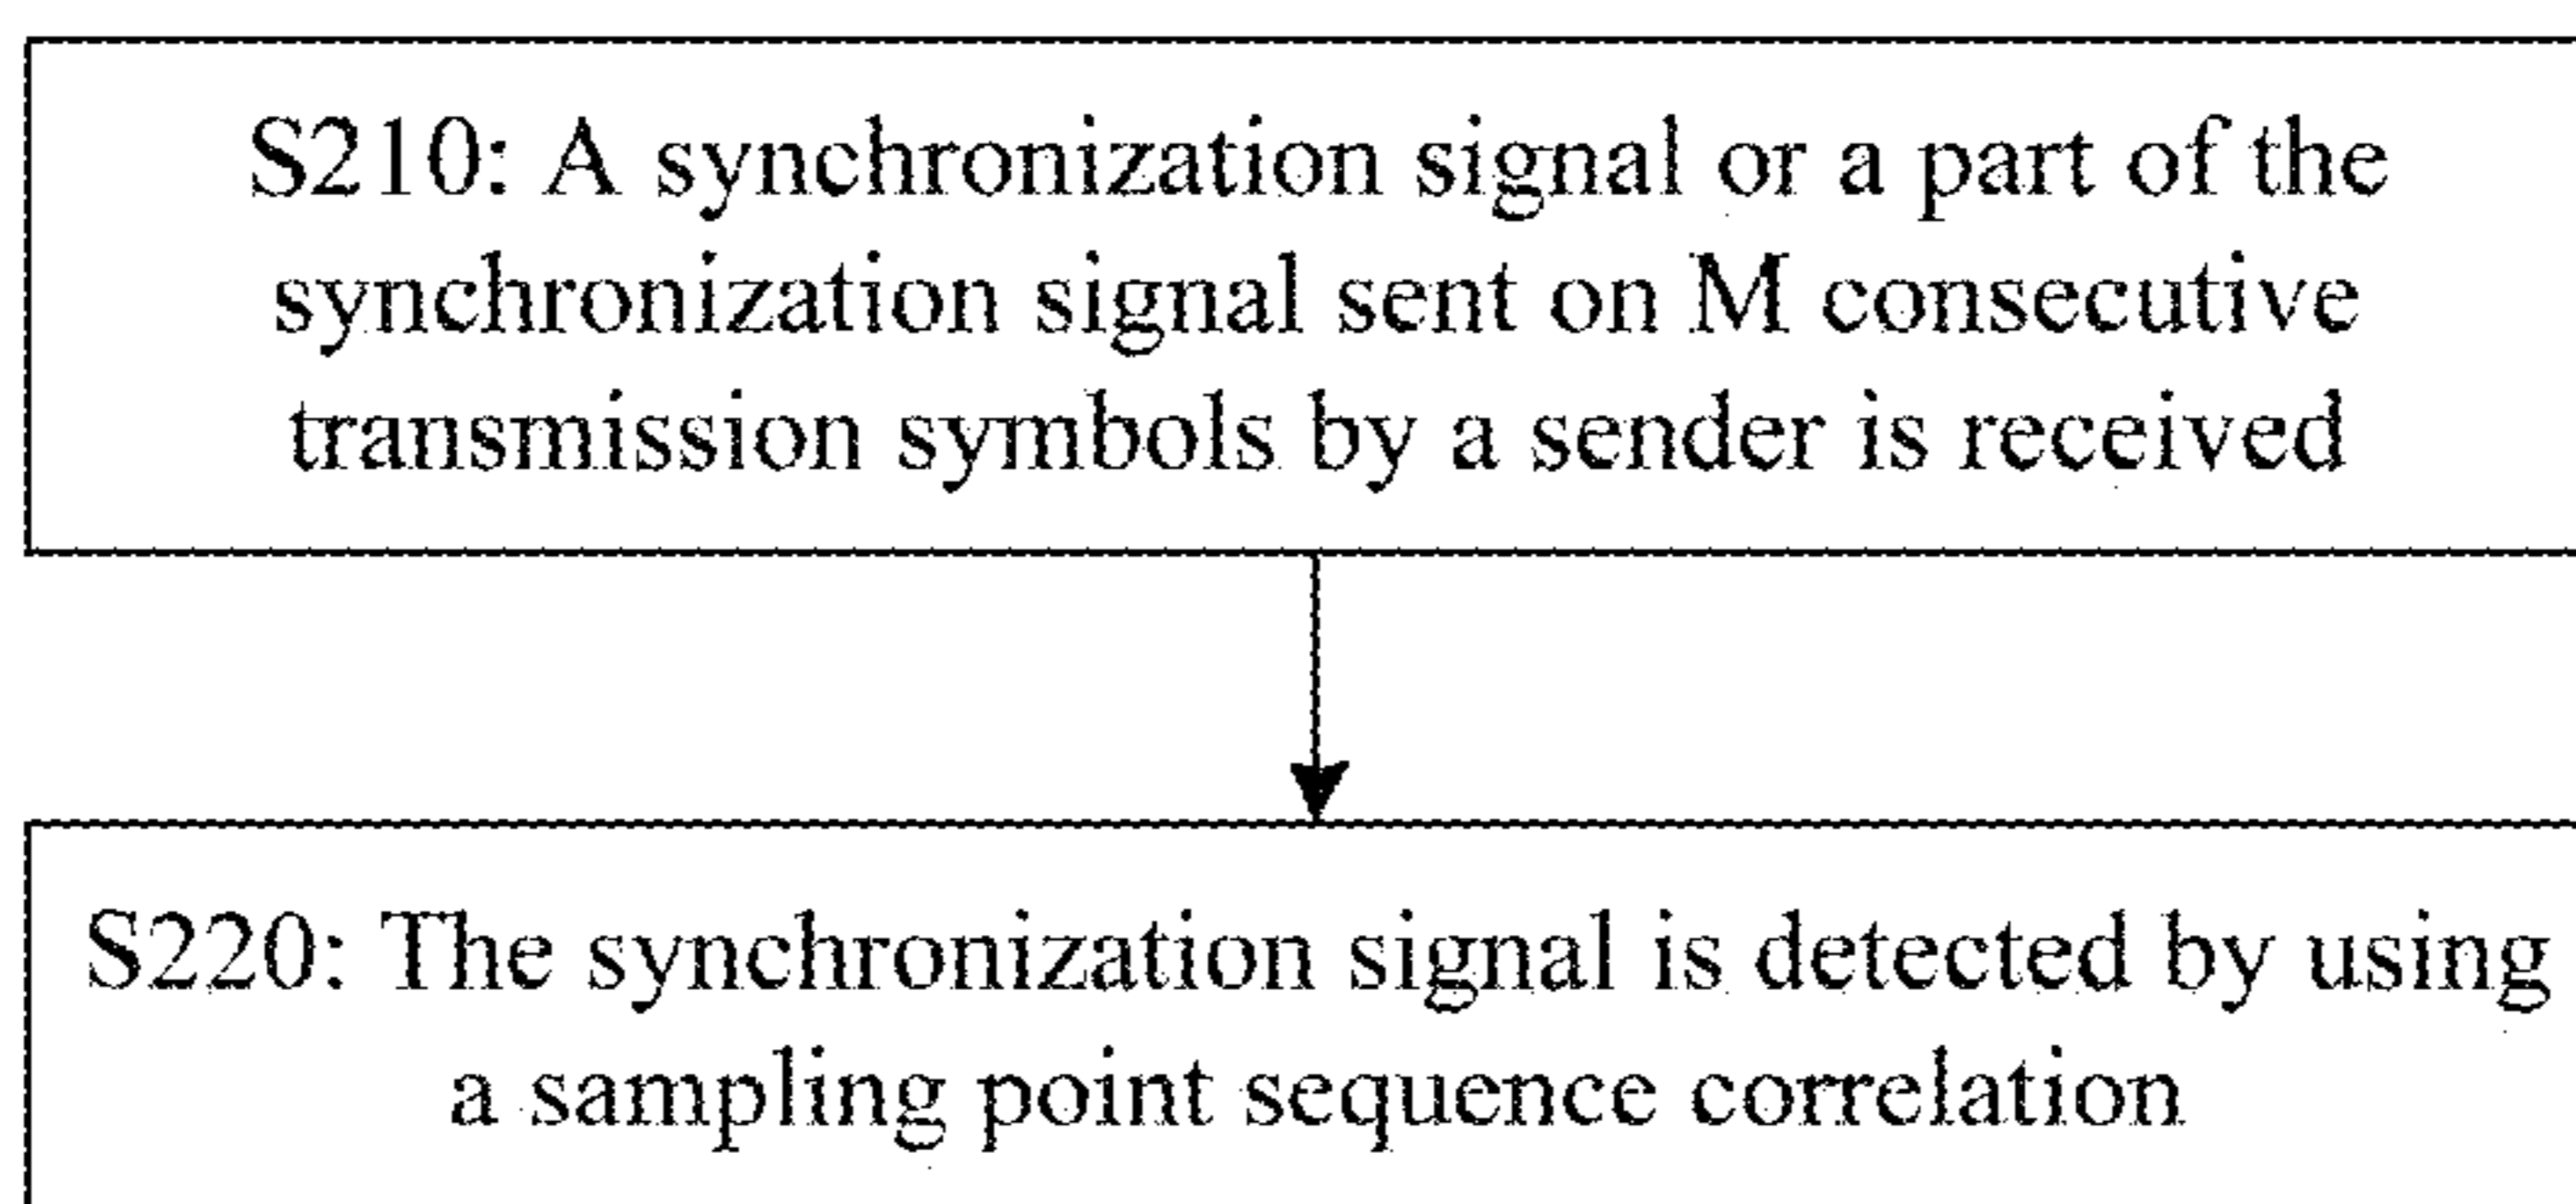 S210: A synchronization signal or a part of the
synchronization signal sent on M consecutive
transmission symbols by a sender is received
S220: The synchronization signal is detected by using
a sampling point sequence correlation